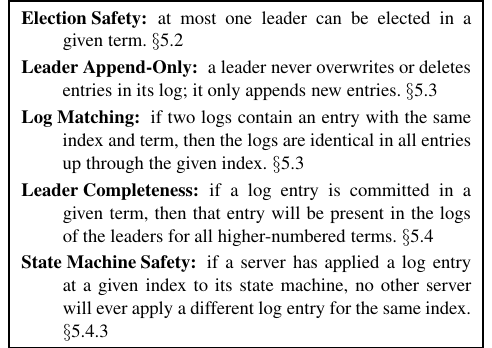 Election Safety: at most one leader can be elected in a
given term. §5.2
Leader Append-Only: a leader never overwrites or deletes
entries in its log; it only appends new entries. §5.3
Log Matching: if two logs contain an entry with the same
index and term, then the logs are identical in all entries
up through the given index. §5.3
Leader Completeness: if a log entry is committed in a
given term, then that entry will be present in the logs
of the leaders for all higher-numbered terms. §5.4
State Machine Safety: if a server has applied a log entry
at a given index to its state machine, no other server
will ever apply a different log entry for the same index.
§5.4.3